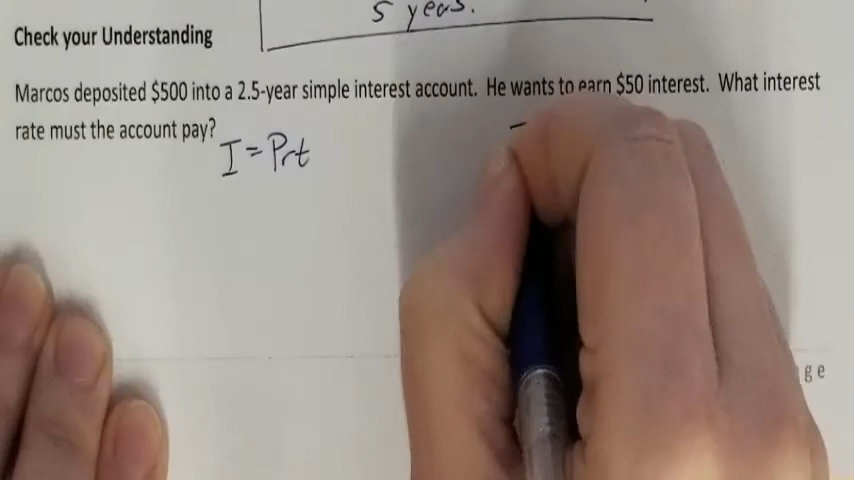 5 years.
Check your Understanding
Marcos deposited $500 into a 2.5-year simple interest account. He wants to earn $50 interest. What interest
rate must the account pay?
I = Prt
ge